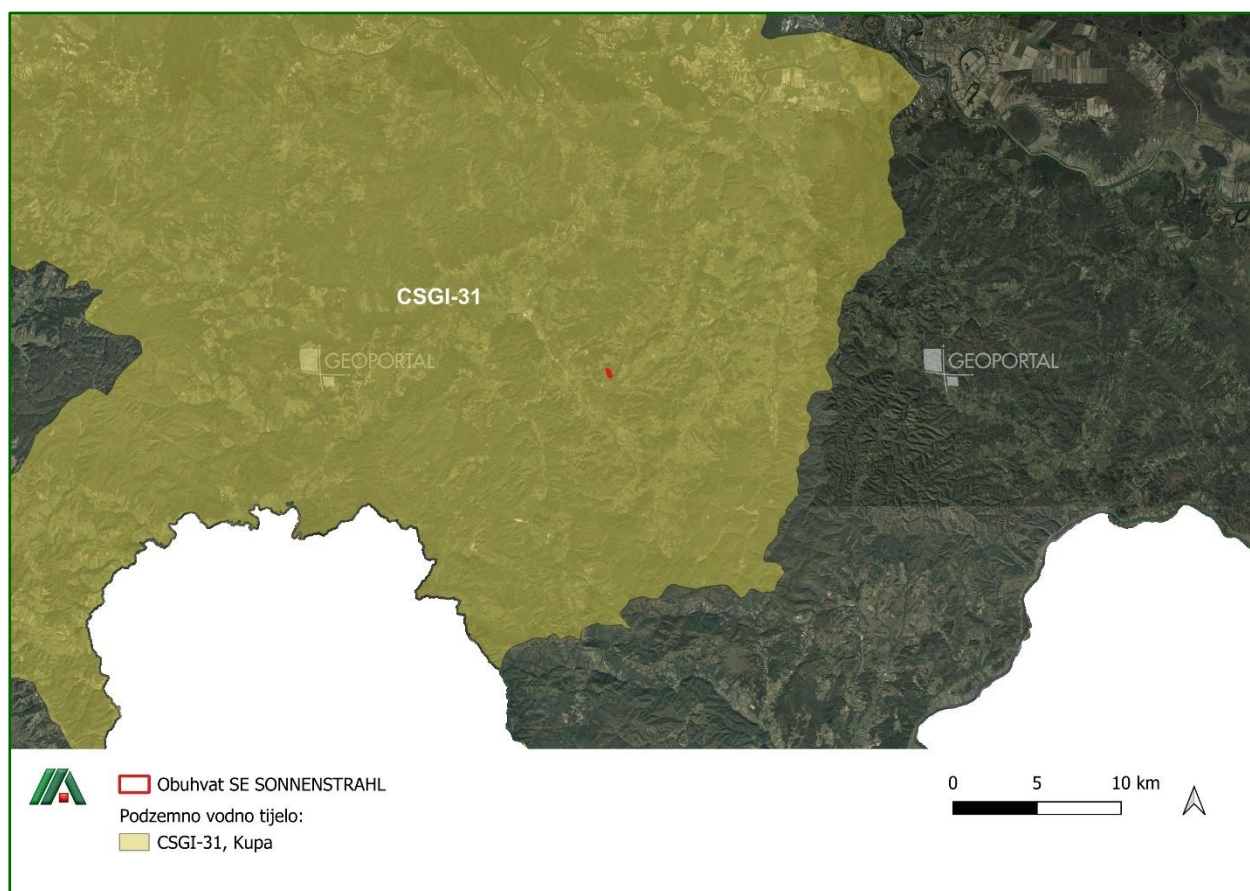 CSGI-31
GEOPORTAL
GEOPORTAL
Obuhvat SE SONNENSTRAHL
Podzemno vodno tijelo:
CSGI-31, Kupa
0 5 10 km